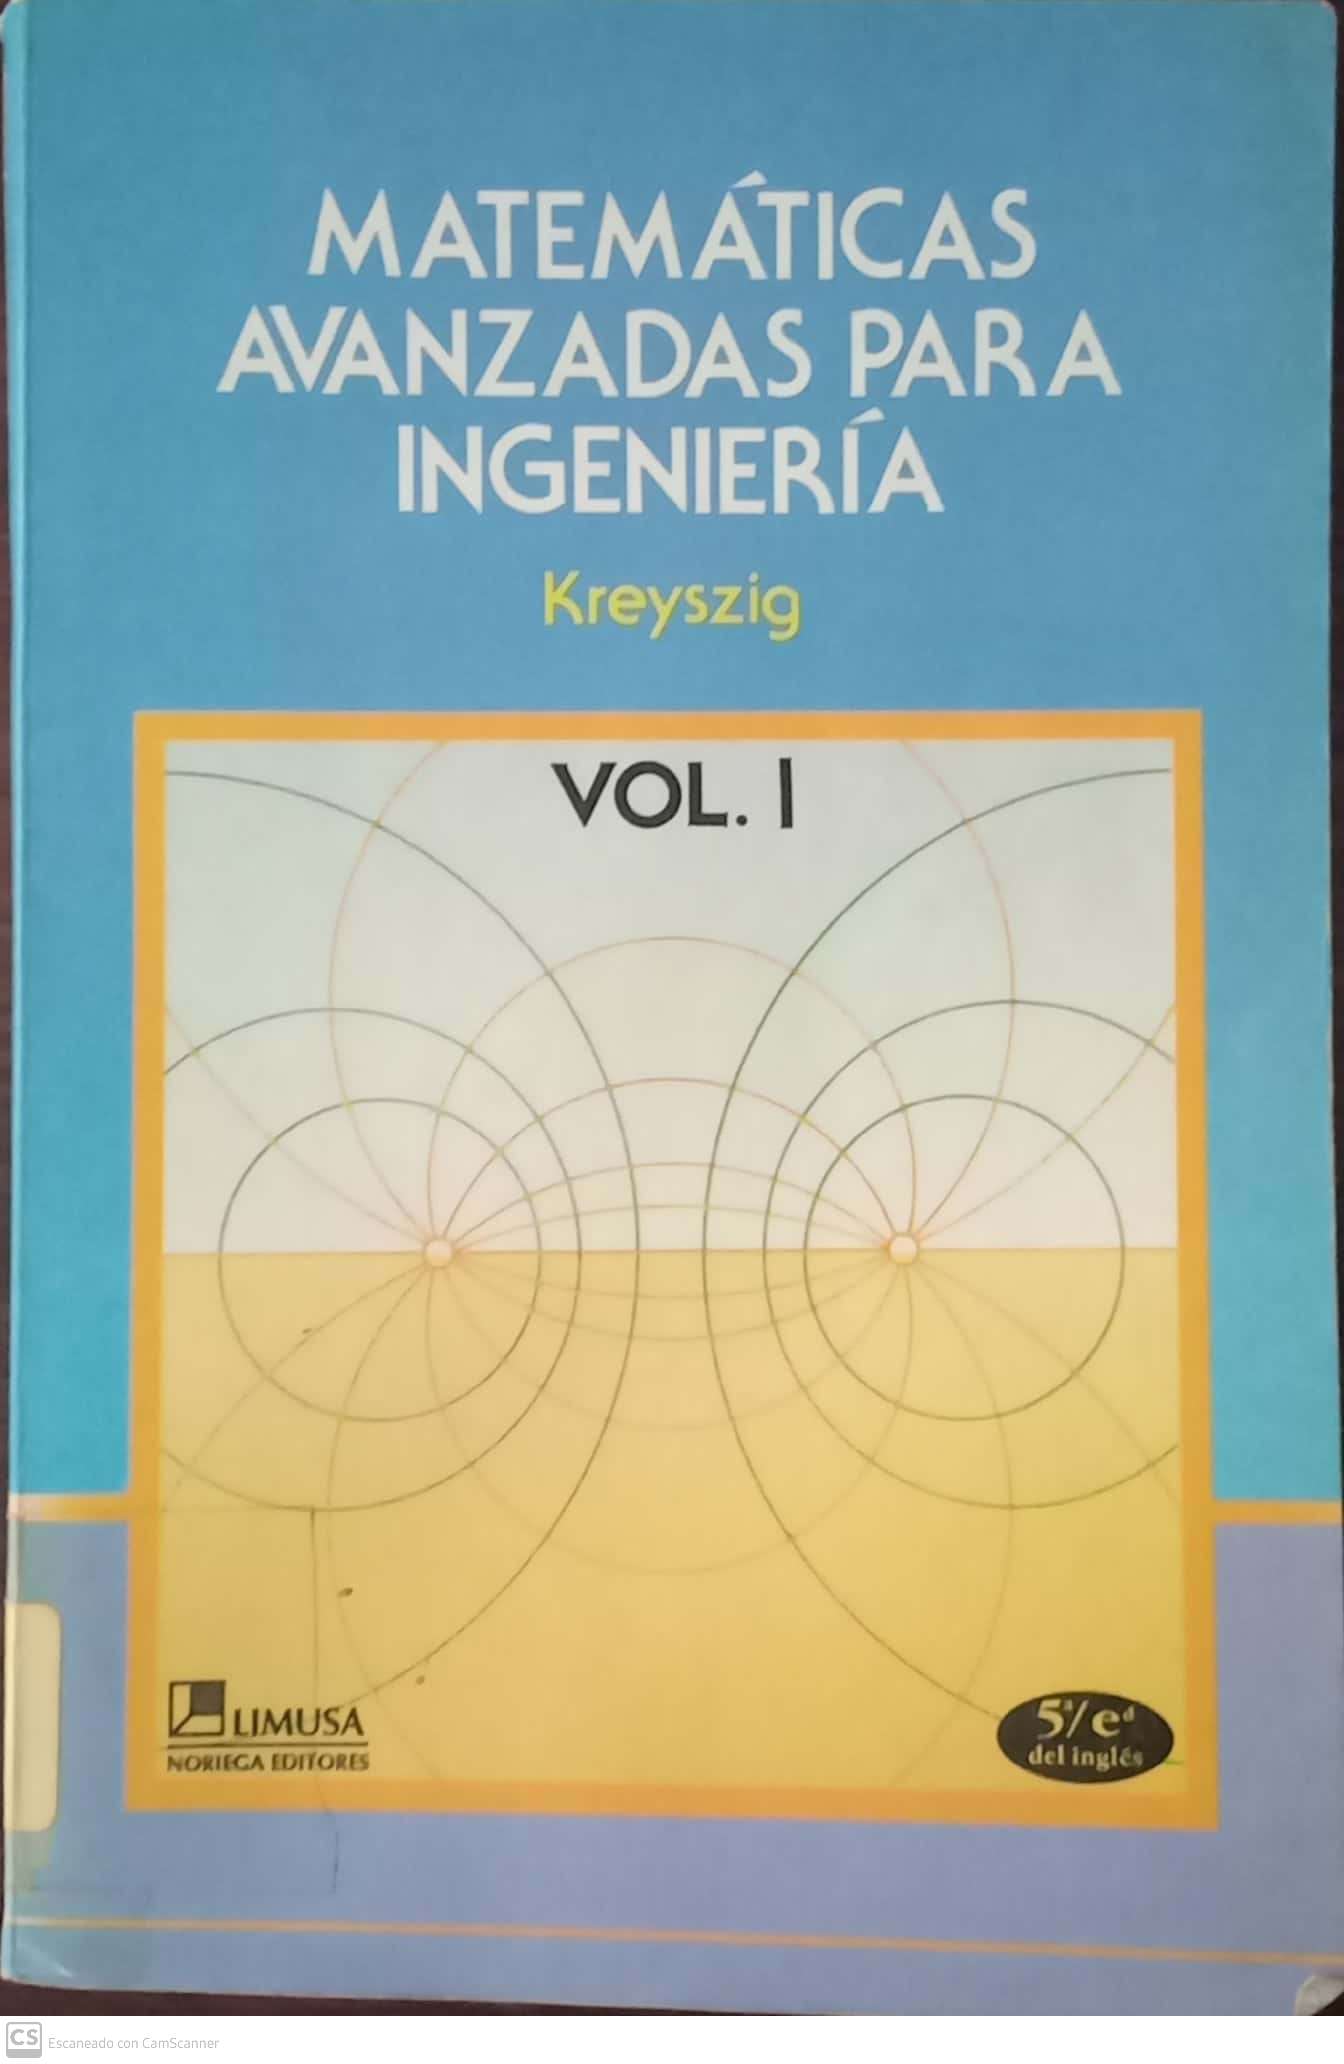 MATEMÁTICAS
AVANZADAS PARA
INGENIERÍA
Kreyszig
VOL. I
LIMUSA
NORIEGA EDITORES
5ª/eᵈ
del inglés
CS Escaneado con CamScanner